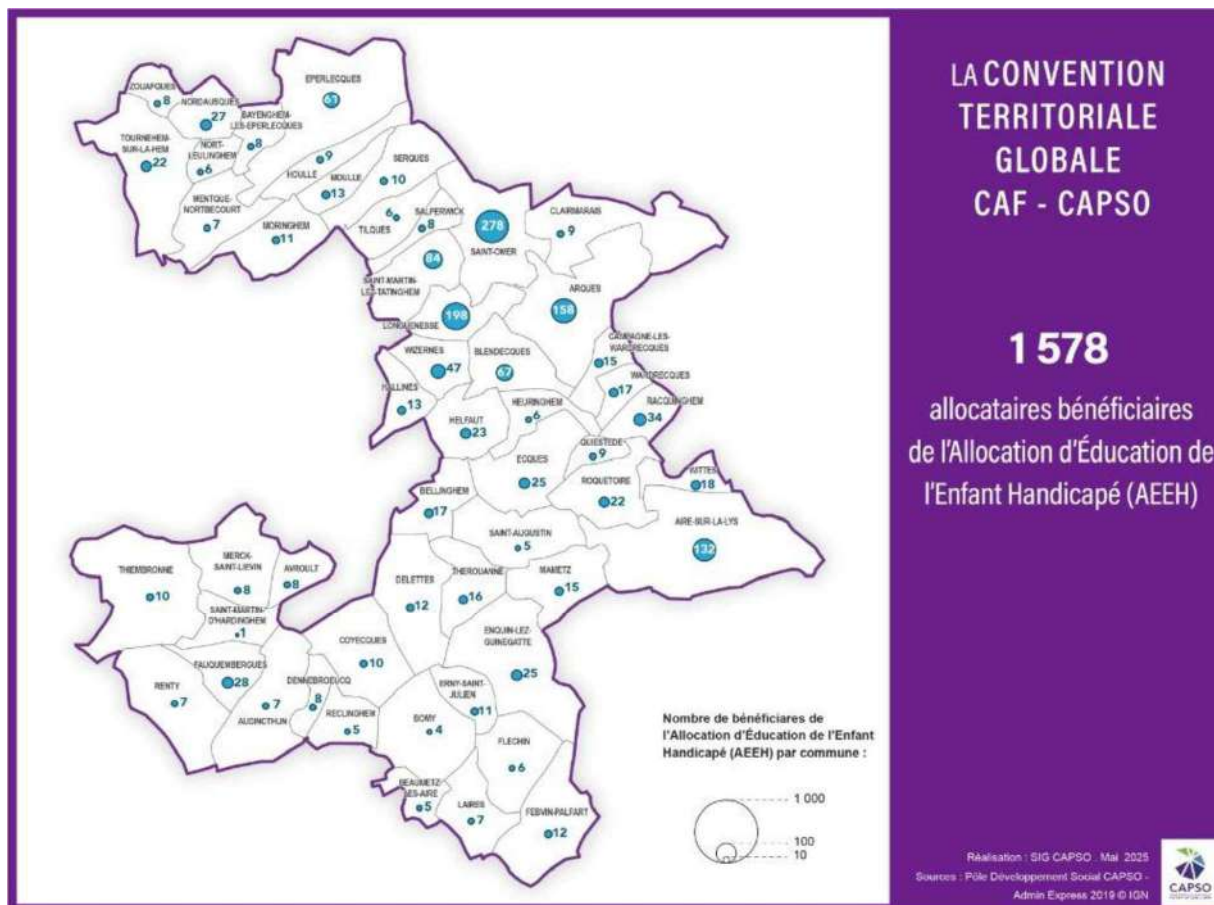 LA CONVENTION
TERRITORIALE
GLOBALE
CAF - CAPSO
1 578
allocataires bénéficiaires
de l'Allocation d'Éducation de
l'Enfant Handicapé (AEEH)
ZOUAFQUES
8
NORDAUSQUES
27
BAYENGHEM-
LES-EPERLECQUES
8
EPERLECQUES
61
TOURNEHEM-
SUR-LA-HEM
22
NORT-
LEULINGHEM
6
HOULLE
9
MOULLE
13
SERQUES
10
MENTQUE-
NORTBECOURT
7
MORINGHEM
11
TILQUES
6
SALPERWICK
8
SAINT-OMER
278
CLAIRMARAIS
9
SAINT-MARTIN-
LEZ-TATINGHEM
84
LONGUENESSE
198
ARQUES
158
WIZERNES
47
BLENDECQUES
67
CAMPAGNE-LES-
WARDRECQUES
15
WARDRECQUES
17
HALLINES
13
HELFAUT
23
HEURINGHEM
6
RACQUINGHEM
34
QUIESTEDE
9
ECQUES
25
ROQUETOIRE
22
WITTES
18
BELLINGHEM
17
SAINT-AUGUSTIN
5
AIRE-SUR-LA-LYS
132
THIEMBRONNE
10
MERCK-
SAINT-LIEVIN
8
AVROULT
8
SAINT-MARTIN-
D'HARDINGHEM
1
DELETTES
12
THEROUANNE
16
MAMETZ
15
COYECQUES
10
ENQUIN-LEZ-
GUINEGATTE
25
RENTY
7
FAUQUEMBERGUES
28
AUDINCTHUN
7
DENNEBROEUCQ
8
RECLINGHEM
5
BOMY
4
ERNY-SAINT-
JULIEN
11
FLECHIN
6
BEAUMETZ-
LES-AIRE
5
LAIRES
7
FEBVIN-PALFART
12
Nombre de bénéficiares de
l'Allocation d'Éducation de l'Enfant
Handicapé (AEEH) par commune :
1 000
100
10
Réalisation : SIG CAPSO . Mai 2025
Sources : Pôle Développement Social CAPSO -
Admin Express 2019 © IGN
CAPSO